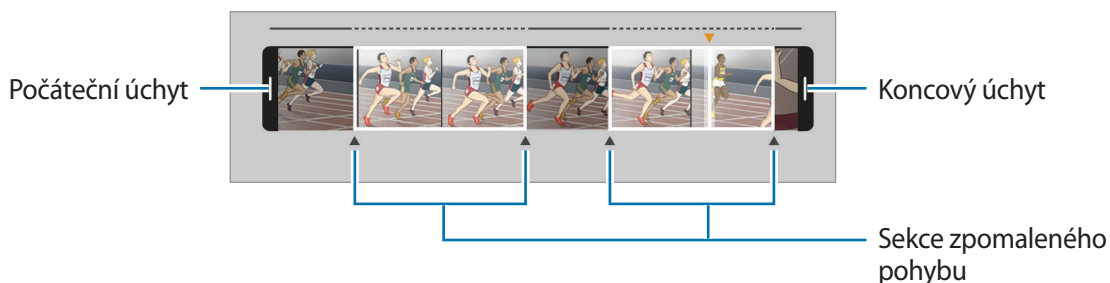 Počáteční úchyt
Koncový úchyt
Sekce zpomaleného
pohybu